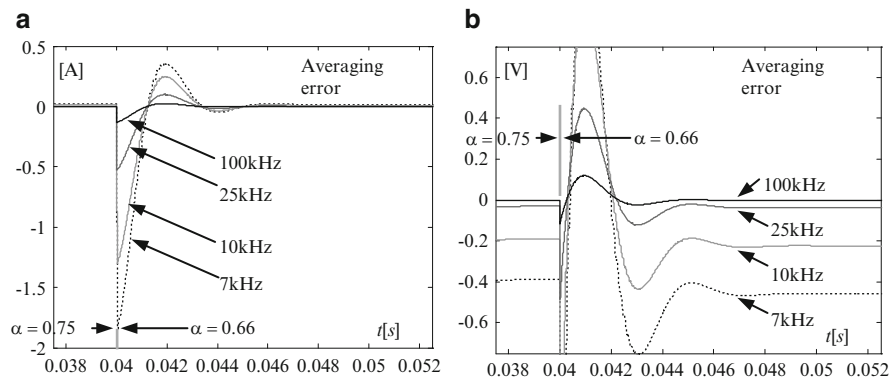 a
0.5
[A]
Averaging
error
0
100kHz
-0.5
25kHz
-1
10kHz
7kHz
-1.5
α = 0.75
α = 0.66
t[s]
-2
0.038 0.04 0.042 0.044 0.046 0.048 0.05 0.052
b
[V]
Averaging
error
0.6
0.4
α = 0.75
α = 0.66
0.2
100kHz
0
25kHz
-0.2
10kHz
-0.4
7kHz
-0.6
t[s]
0.038 0.04 0.042 0.044 0.046 0.048 0.05 0.052